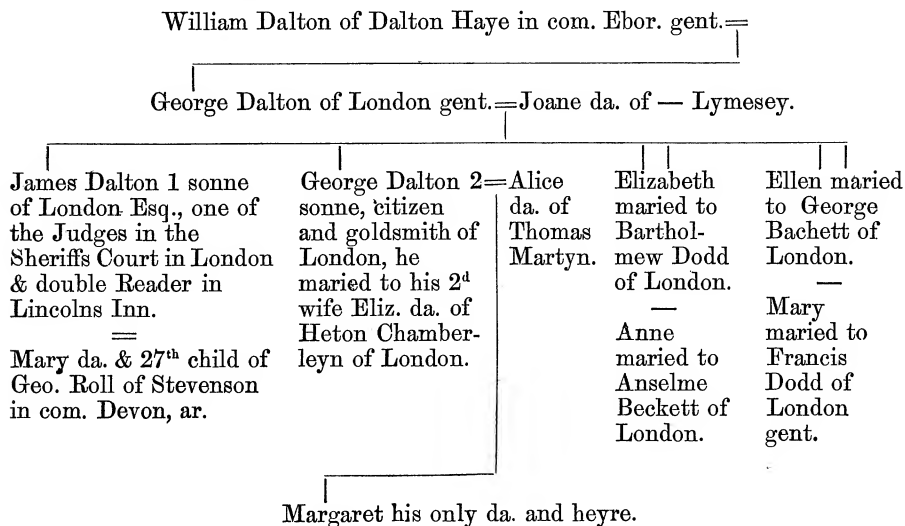 William Dalton of Dalton Haye in com. Ebor. gent.=
George Dalton of London gent.=Joane da. of — Lymesey.
James Dalton 1 sonne
of London Esq., one of
the Judges in the
Sheriffs Court in London
& double Reader in
Lincolns Inn.
=
Mary da. & 27th child of
Geo. Roll of Stevenson
in com. Devon, ar.
George Dalton 2=
sonne, citizen
and goldsmith of
London, he
maried to his 2d
wife Eliz. da. of
Heton Chamber-
leyn of London.
Alice
da. of
Thomas
Martyn.
Elizabeth
maried to
Barthol-
mew Dodd
of London.
—
Anne
maried to
Anselme
Beckett of
London.
Ellen maried
to George
Bachett of
London.
—
Mary
maried to
Francis
Dodd of
London
gent.
Margaret his only da. and heyre.